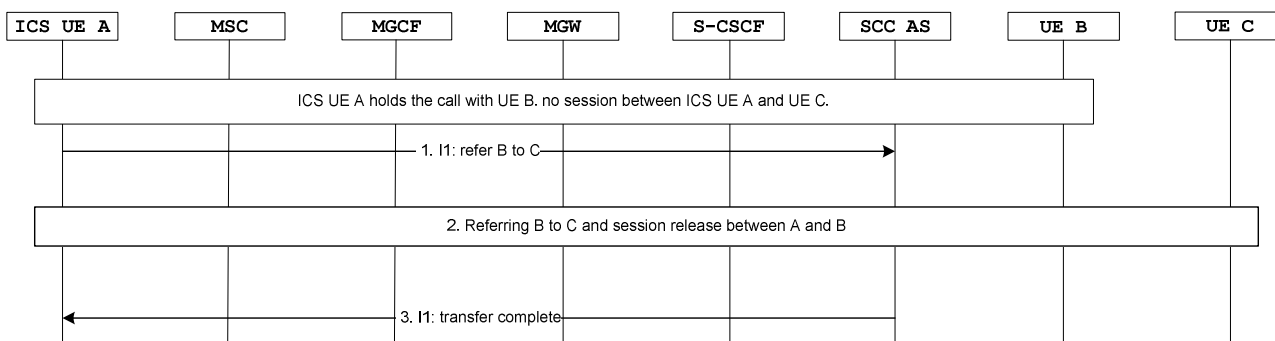 ICS UE A
MSC
MGCF
MGW
S-CSCF
SCC AS
UE B
UE C
ICS UE A holds the call with UE B. no session between ICS UE A and UE C.
1. I1: refer B to C
2. Referring B to C and session release between A and B
3. I1: transfer complete